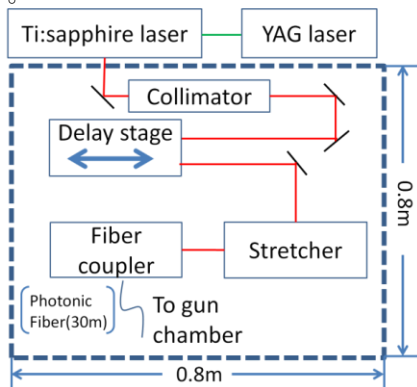 Ti:sapphire laser
YAG laser
Collimator
Delay stage
Fiber
coupler
Stretcher
Photonic
Fiber(30m)
To gun
chamber
0.8m
0.8m